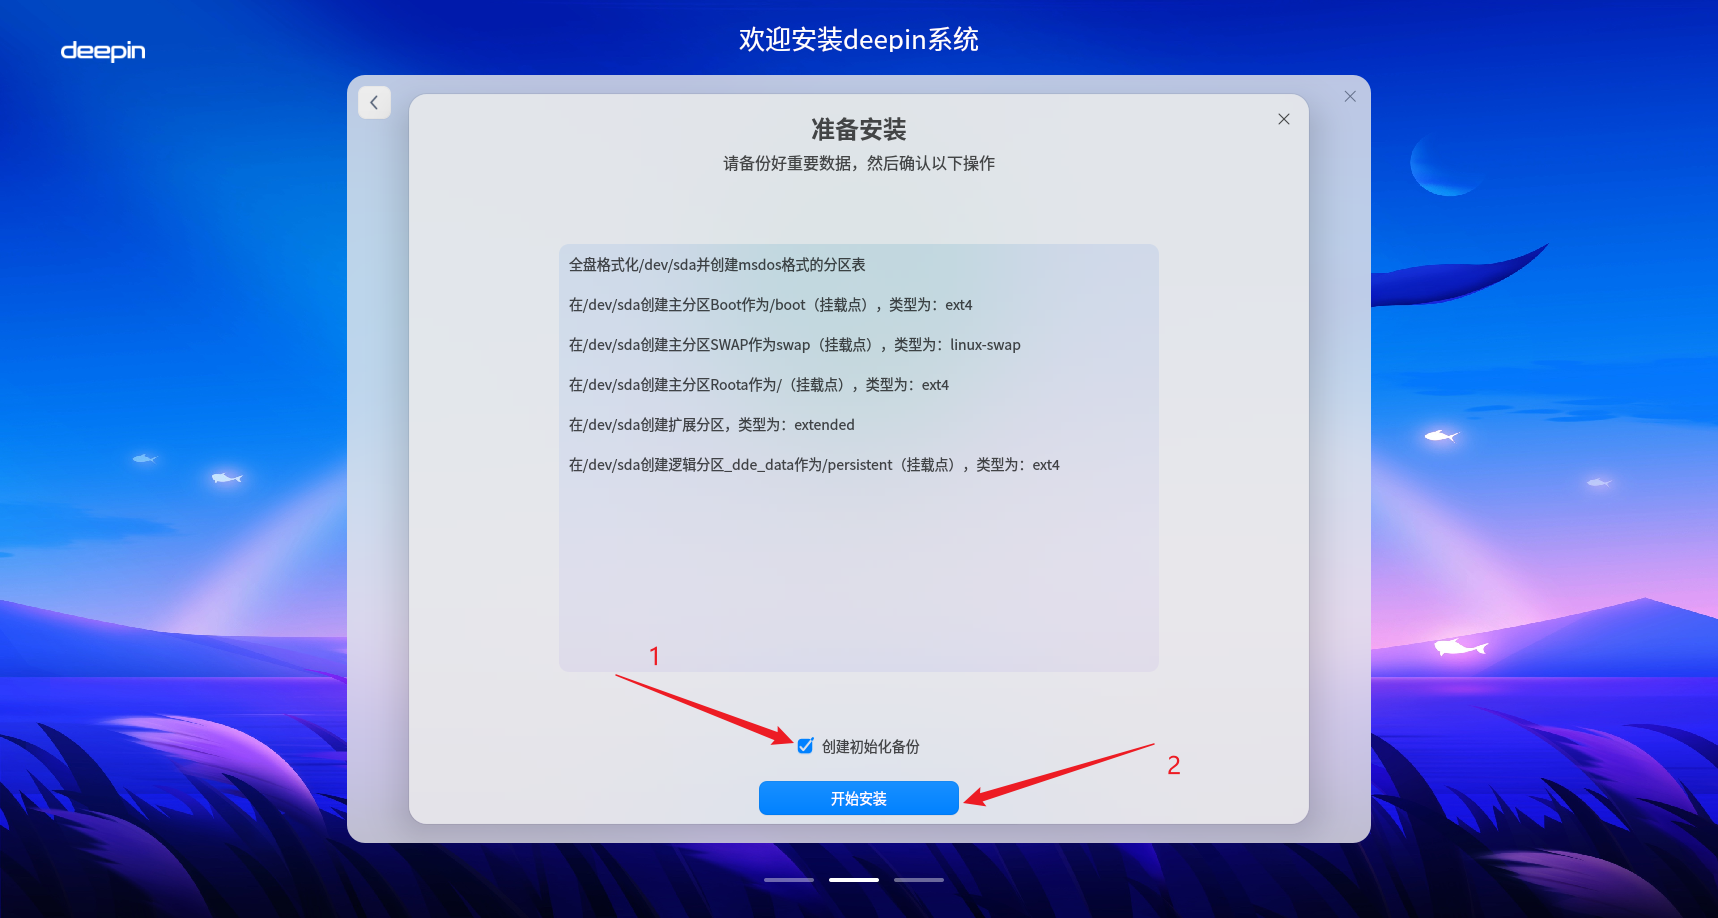 deepin
欢迎安装deepin系统
准备安装
请备份好重要数据，然后确认以下操作
全盘格式化/dev/sda并创建msdos格式的分区表
在/dev/sda创建主分区Boot作为/boot（挂载点），类型为：ext4
在/dev/sda创建主分区SWAP作为swap（挂载点），类型为：linux-swap
在/dev/sda创建主分区Roota作为/（挂载点），类型为：ext4
在/dev/sda创建扩展分区，类型为：extended
在/dev/sda创建逻辑分区_dde_data作为/persistent（挂载点），类型为：ext4
1
创建初始化备份
2
开始安装